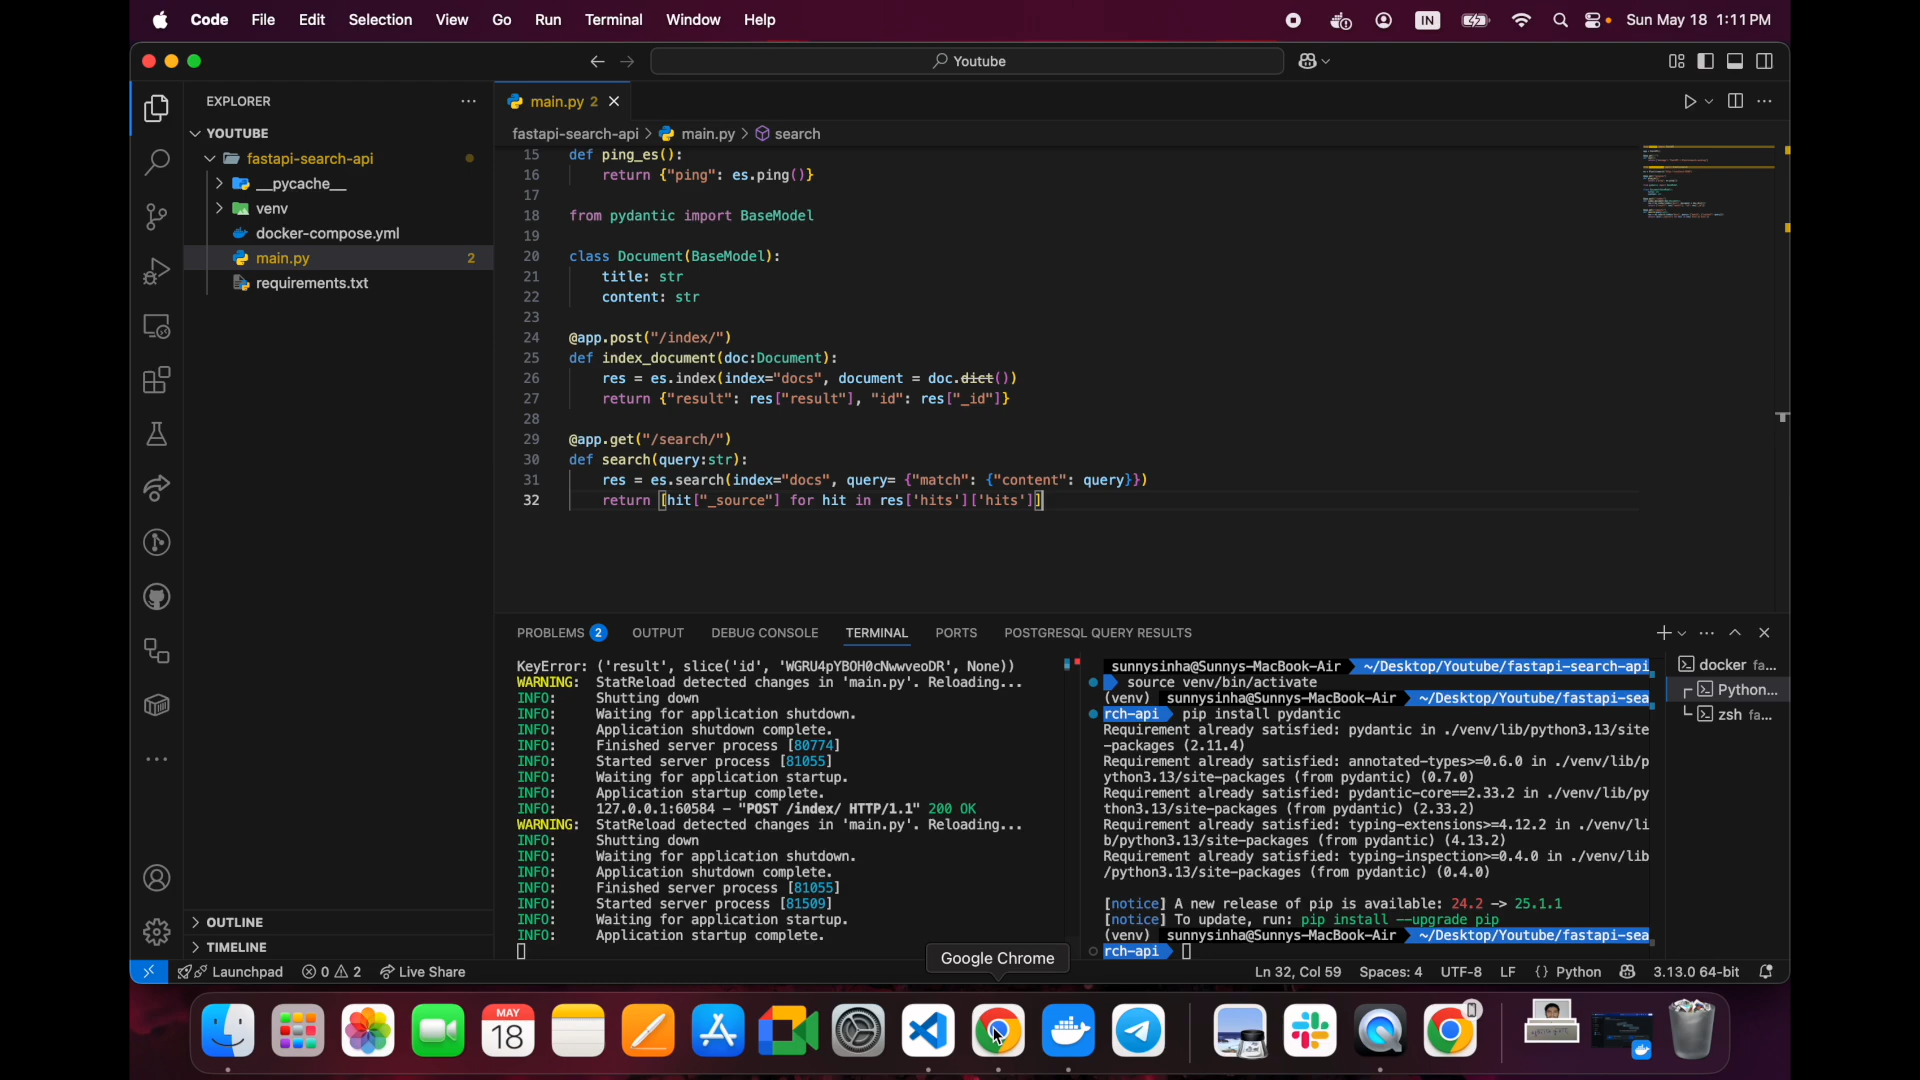 Code File Edit Selection View Go Run Terminal Window Help IN Sun May 18 1:11 PM
Youtube
EXPLORER
main.py 2
YOUTUBE
fastapi-search-api > main.py > search
fastapi-search-api
__pycache__
venv
docker-compose.yml
main.py 2
requirements.txt
15 def ping_es():
16 return {"ping": es.ping()}
17
18 from pydantic import BaseModel
19
20 class Document(BaseModel):
21 title: str
22 content: str
23
24 @app.post("/index/")
25 def index_document(doc:Document):
26 res = es.index(index="docs", document = doc.dict())
27 return {"result": res["result"], "id": res["_id"]}
28
29 @app.get("/search/")
30 def search(query:str):
31 res = es.search(index="docs", query= {"match": {"content": query}})
32 return [hit["_source"] for hit in res['hits']['hits']]
PROBLEMS 2 OUTPUT DEBUG CONSOLE TERMINAL PORTS POSTGRESQL QUERY RESULTS
KeyError: ('result', slice('id', 'WGRU4pYBOH0cNwwveoDR', None))
WARNING: StatReload detected changes in 'main.py'. Reloading...
INFO: Shutting down
INFO: Waiting for application shutdown.
INFO: Application shutdown complete.
INFO: Finished server process [80774]
INFO: Started server process [81055]
INFO: Waiting for application startup.
INFO: Application startup complete.
INFO: 127.0.0.1:60584 - "POST /index/ HTTP/1.1" 200 OK
WARNING: StatReload detected changes in 'main.py'. Reloading...
INFO: Shutting down
INFO: Waiting for application shutdown.
INFO: Application shutdown complete.
INFO: Finished server process [81055]
INFO: Started server process [81509]
INFO: Waiting for application startup.
INFO: Application startup complete.
sunnysinha@Sunnys-MacBook-Air ~/Desktop/Youtube/fastapi-search-api
source venv/bin/activate
(venv) sunnysinha@Sunnys-MacBook-Air ~/Desktop/Youtube/fastapi-sea
rch-api pip install pydantic
Requirement already satisfied: pydantic in ./venv/lib/python3.13/site
-packages (2.11.4)
Requirement already satisfied: annotated-types>=0.6.0 in ./venv/lib/p
ython3.13/site-packages (from pydantic) (0.7.0)
Requirement already satisfied: pydantic-core==2.33.2 in ./venv/lib/py
thon3.13/site-packages (from pydantic) (2.33.2)
Requirement already satisfied: typing-extensions>=4.12.2 in ./venv/li
b/python3.13/site-packages (from pydantic) (4.13.2)
Requirement already satisfied: typing-inspection>=0.4.0 in ./venv/lib
/python3.13/site-packages (from pydantic) (0.4.0)
[notice] A new release of pip is available: 24.2 -> 25.1.1
[notice] To update, run: pip install --upgrade pip
(venv) sunnysinha@Sunnys-MacBook-Air ~/Desktop/Youtube/fastapi-sea
rch-api
docker fa...
Python...
zsh fa...
OUTLINE
TIMELINE
Google Chrome
Launchpad 0 2 Live Share Ln 32, Col 59 Spaces: 4 UTF-8 LF {} Python 3.13.0 64-bit
MAY
18